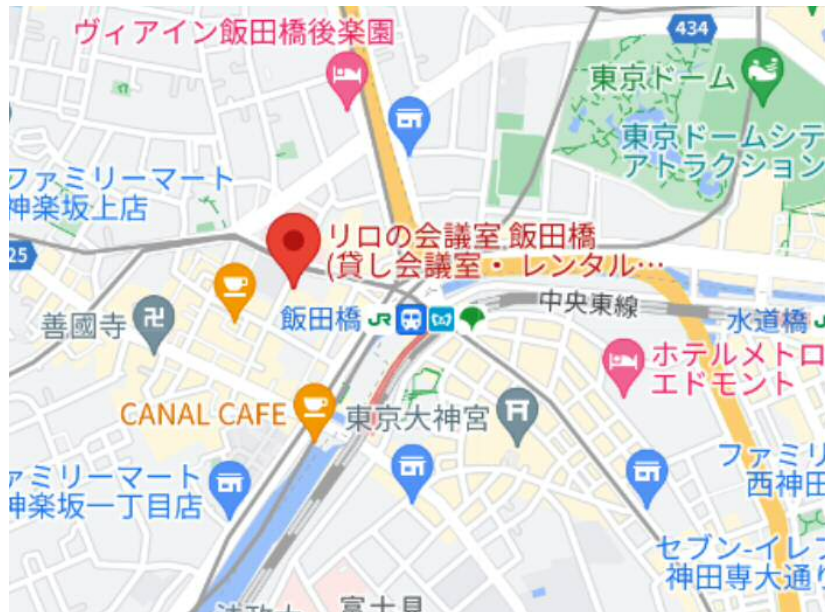 ヴィアイン飯田橋後楽園
434
東京ドーム
東京ドームシテ
アトラクション
ファミリーマート
神楽坂上店
リロの会議室 飯田橋
(貸し会議室・ レンタル…
25
飯田橋
JR
中央東線
水道橋
善國寺
ホテルメトロ
エドモント
CANAL CAFE
東京大神宮
ファミリ
西神田
ァミリーマート
神楽坂一丁目店
セブン-イレブ
神田専大通り
富士見